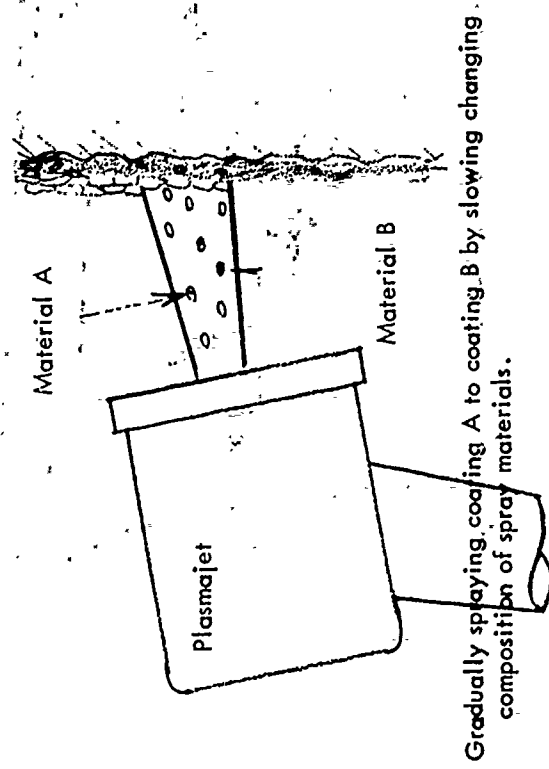 Material A
Plasmajet
Material B
Gradually spraying coating A to coating B by slowing changing
composition of spray materials.